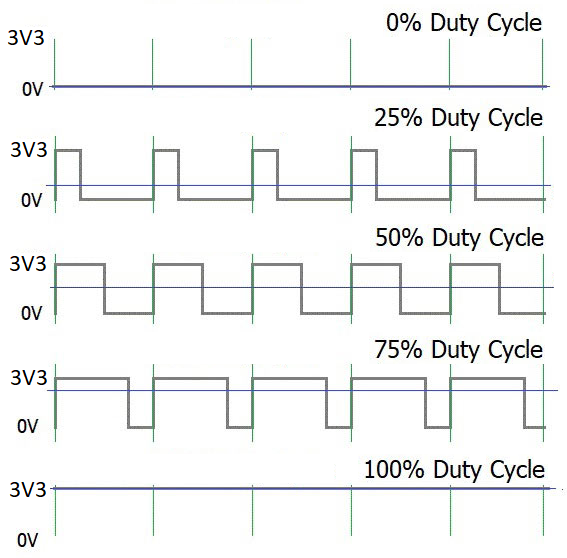 0% Duty Cycle
3V3
0V
25% Duty Cycle
3V3
0V
50% Duty Cycle
3V3
0V
75% Duty Cycle
3V3
0V
100% Duty Cycle
3V3
0V